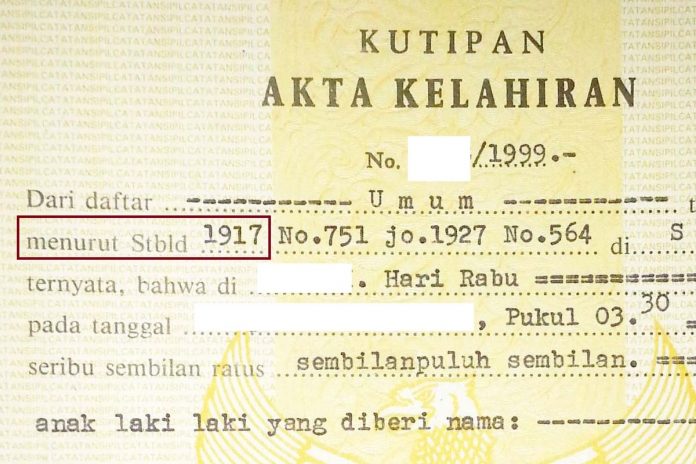 KUTIPAN
AKTA KELAHIRAN
No. /1999.-
Dari daftar ----------- Umum ----------- t
menurut Stbld 1917 No.751 jo.1927 No.564 di S
ternyata, bahwa di . Hari Rabu ==========
pada tanggal , Pukul 03.30 =
seribu sembilan ratus sembilanpuluh sembilan. ===
anak laki laki yang diberi nama: ----------